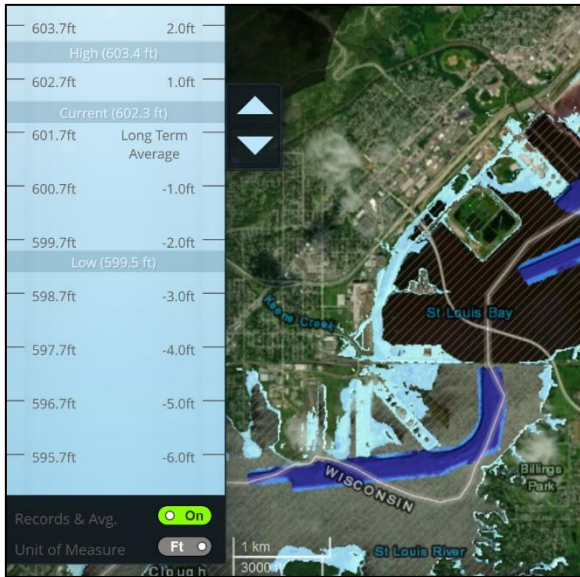 603.7ft 2.0ft
High (603.4 ft)
602.7ft 1.0ft
Current (602.3 ft)
601.7ft Long Term
Average
600.7ft -1.0ft
599.7ft -2.0ft
Low (599.5 ft)
598.7ft -3.0ft
597.7ft -4.0ft
596.7ft -5.0ft
595.7ft -6.0ft
Records & Avg. On
Unit of Measure Ft
Keene Creek
St Louis Bay
Billings
Park
WISCONSIN
1 km
3000 ft
St Louis River
Clough